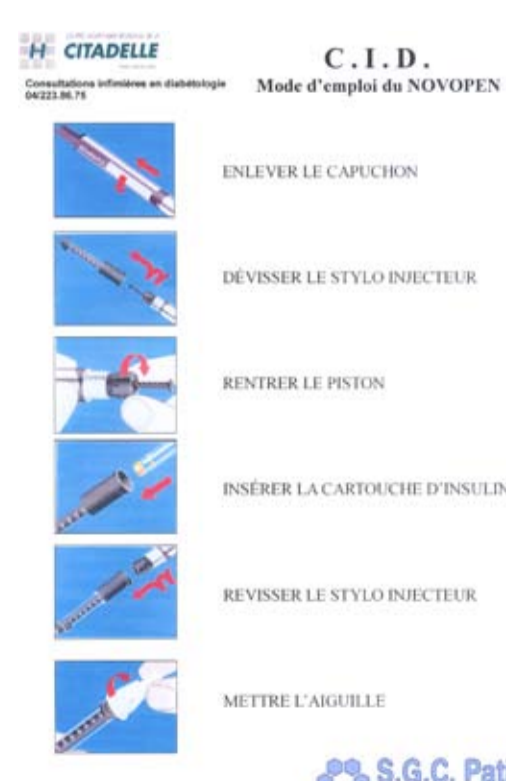 H CITADELLE
Consultations infirmières en diabétologie
04/223.86.75
C.I.D.
Mode d'emploi du NOVOPEN
ENLEVER LE CAPUCHON
DÉVISSER LE STYLO INJECTEUR
RENTRER LE PISTON
INSÉRER LA CARTOUCHE D'INSULIN
REVISSER LE STYLO INJECTEUR
METTRE L'AIGUILLE
S.G.C. Pat